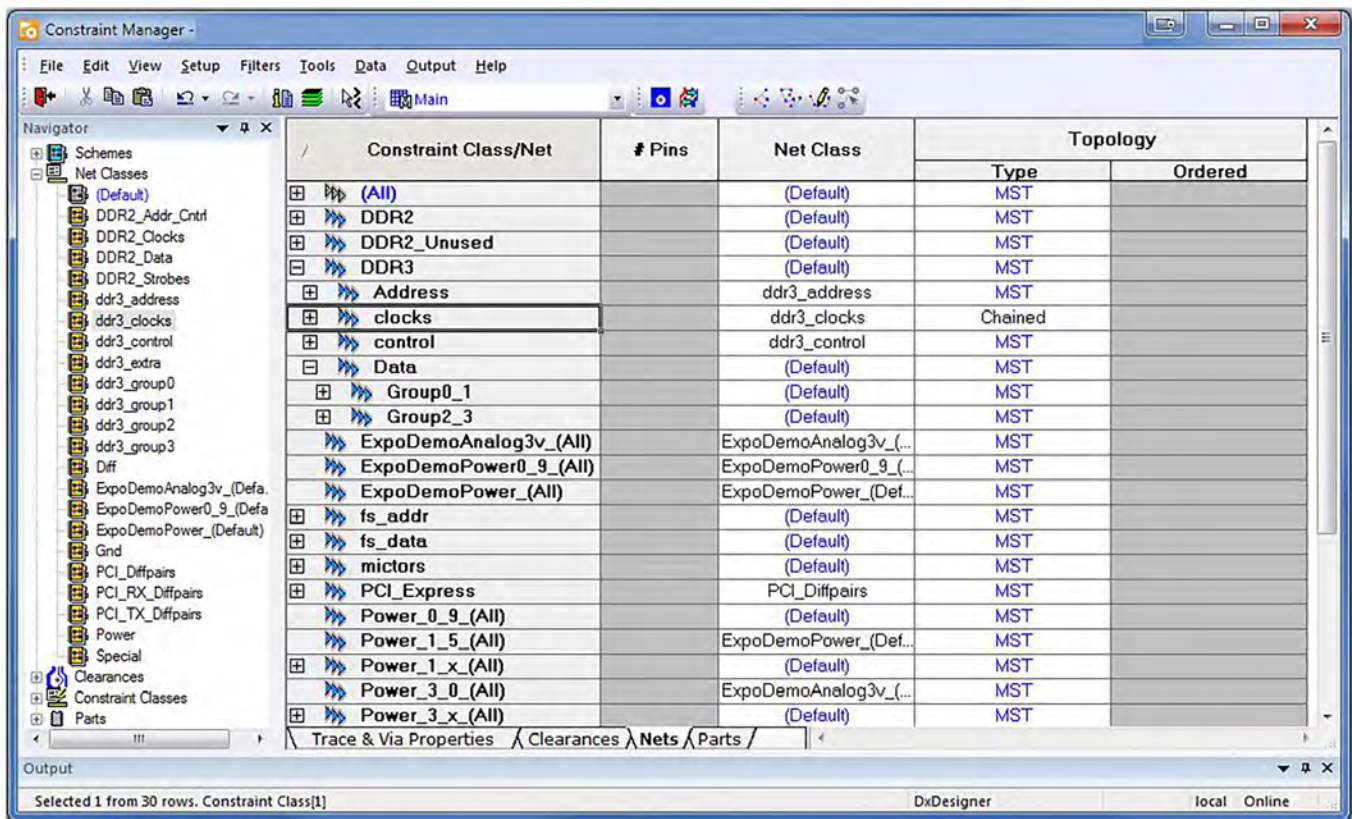 Constraint Manager -
File Edit View Setup Filters Tools Data Output Help
Main
Navigator
Schemes
Net Classes
(Default)
DDR2_Addr_Cntrl
DDR2_Clocks
DDR2_Data
DDR2_Strobes
ddr3_address
ddr3_clocks
ddr3_control
ddr3_extra
ddr3_group0
ddr3_group1
ddr3_group2
ddr3_group3
Diff
ExpoDemoAnalog3v_(Defa.
ExpoDemoPower0_9_(Defa
ExpoDemoPower_(Default)
Gnd
PCI_Diffpairs
PCI_RX_Diffpairs
PCI_TX_Diffpairs
Power
Special
Clearances
Constraint Classes
Parts
Constraint Class/Net # Pins Net Class Topology
Type Ordered
(All) (Default) MST
DDR2 (Default) MST
DDR2_Unused (Default) MST
DDR3 (Default) MST
Address ddr3_address MST
clocks ddr3_clocks Chained
control ddr3_control MST
Data (Default) MST
Group0_1 (Default) MST
Group2_3 (Default) MST
ExpoDemoAnalog3v_(All) ExpoDemoAnalog3v_(... MST
ExpoDemoPower0_9_(All) ExpoDemoPower0_9_(... MST
ExpoDemoPower_(All) ExpoDemoPower_(Def... MST
fs_addr (Default) MST
fs_data (Default) MST
mictors (Default) MST
PCI_Express PCI_Diffpairs MST
Power_0_9_(All) (Default) MST
Power_1_5_(All) ExpoDemoPower_(Def... MST
Power_1_x_(All) (Default) MST
Power_3_0_(All) ExpoDemoAnalog3v_(... MST
Power_3_x_(All) (Default) MST
Trace & Via Properties Clearances Nets Parts
Output
Selected 1 from 30 rows. Constraint Class[1] DxDesigner local Online